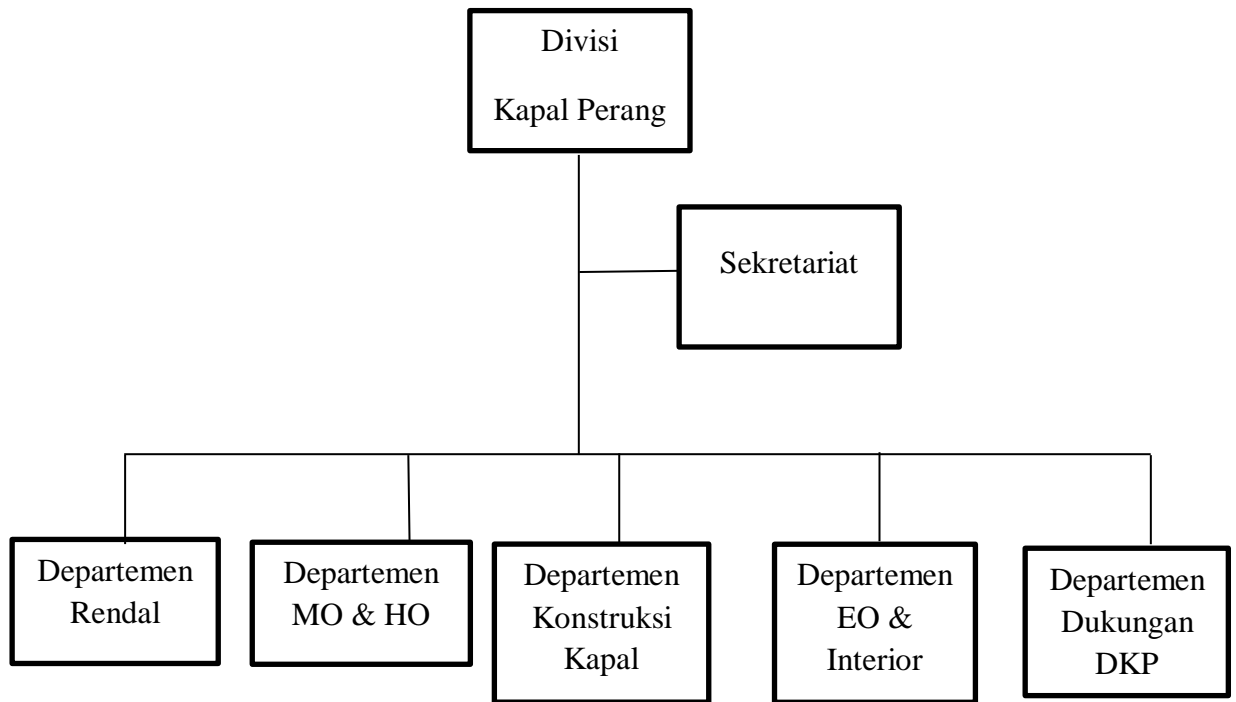 Divisi
Kapal Perang
Sekretariat
Departemen
Rendal
Departemen
MO & HO
Departemen
Konstruksi
Kapal
Departemen
EO &
Interior
Departemen
Dukungan
DKP